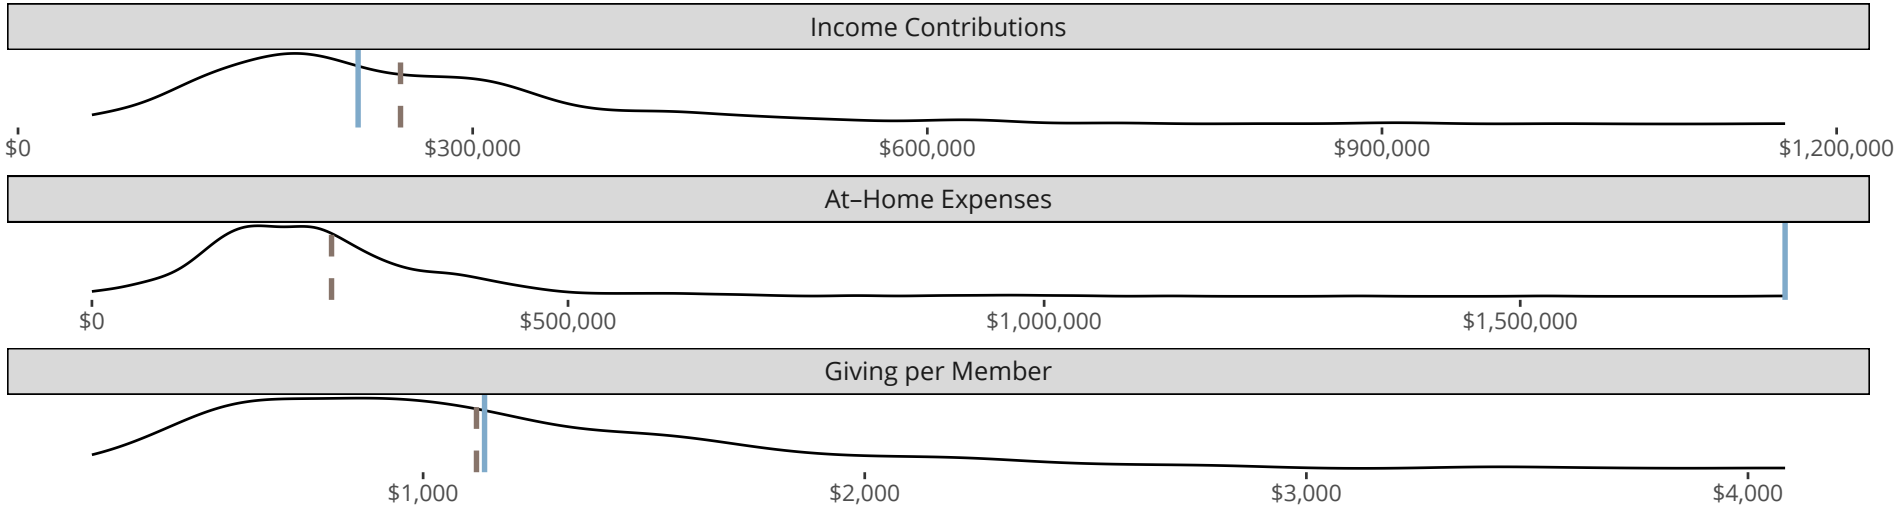 Income Contributions
$0 $300,000 $600,000 $900,000 $1,200,000
At–Home Expenses
$0 $500,000 $1,000,000 $1,500,000
Giving per Member
$1,000 $2,000 $3,000 $4,000